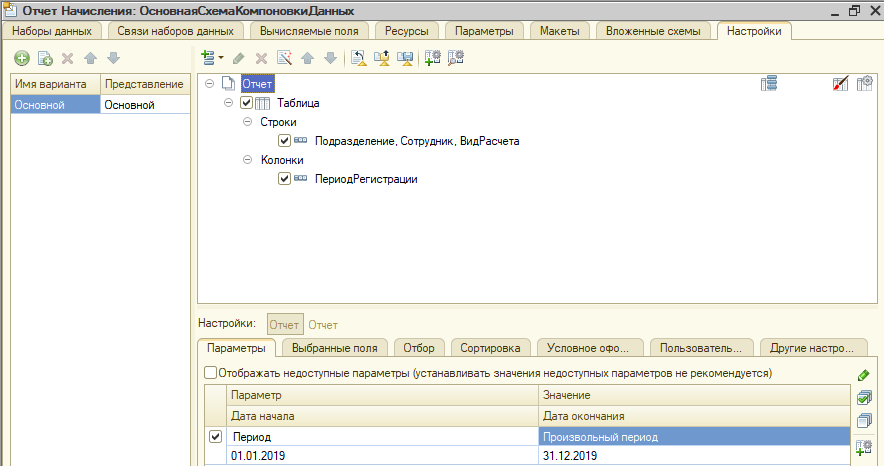 Отчет Начисления: ОсновнаяСхемаКомпоновкиДанных
Наборы данных Связи наборов данных Вычисляемые поля Ресурсы Параметры Макеты Вложенные схемы Настройки
Имя варианта Представление
Основной Основной
Отчет
Таблица
Строки
Подразделение, Сотрудник, ВидРасчета
Колонки
ПериодРегистрации
Настройки: Отчет Отчет
Параметры Выбранные поля Отбор Сортировка Условное офо... Пользователь... Другие настро...
Отображать недоступные параметры (устанавливать значения недоступных параметров не рекомендуется)
Параметр Значение
Дата начала Дата окончания
Период Произвольный период
01.01.2019 31.12.2019